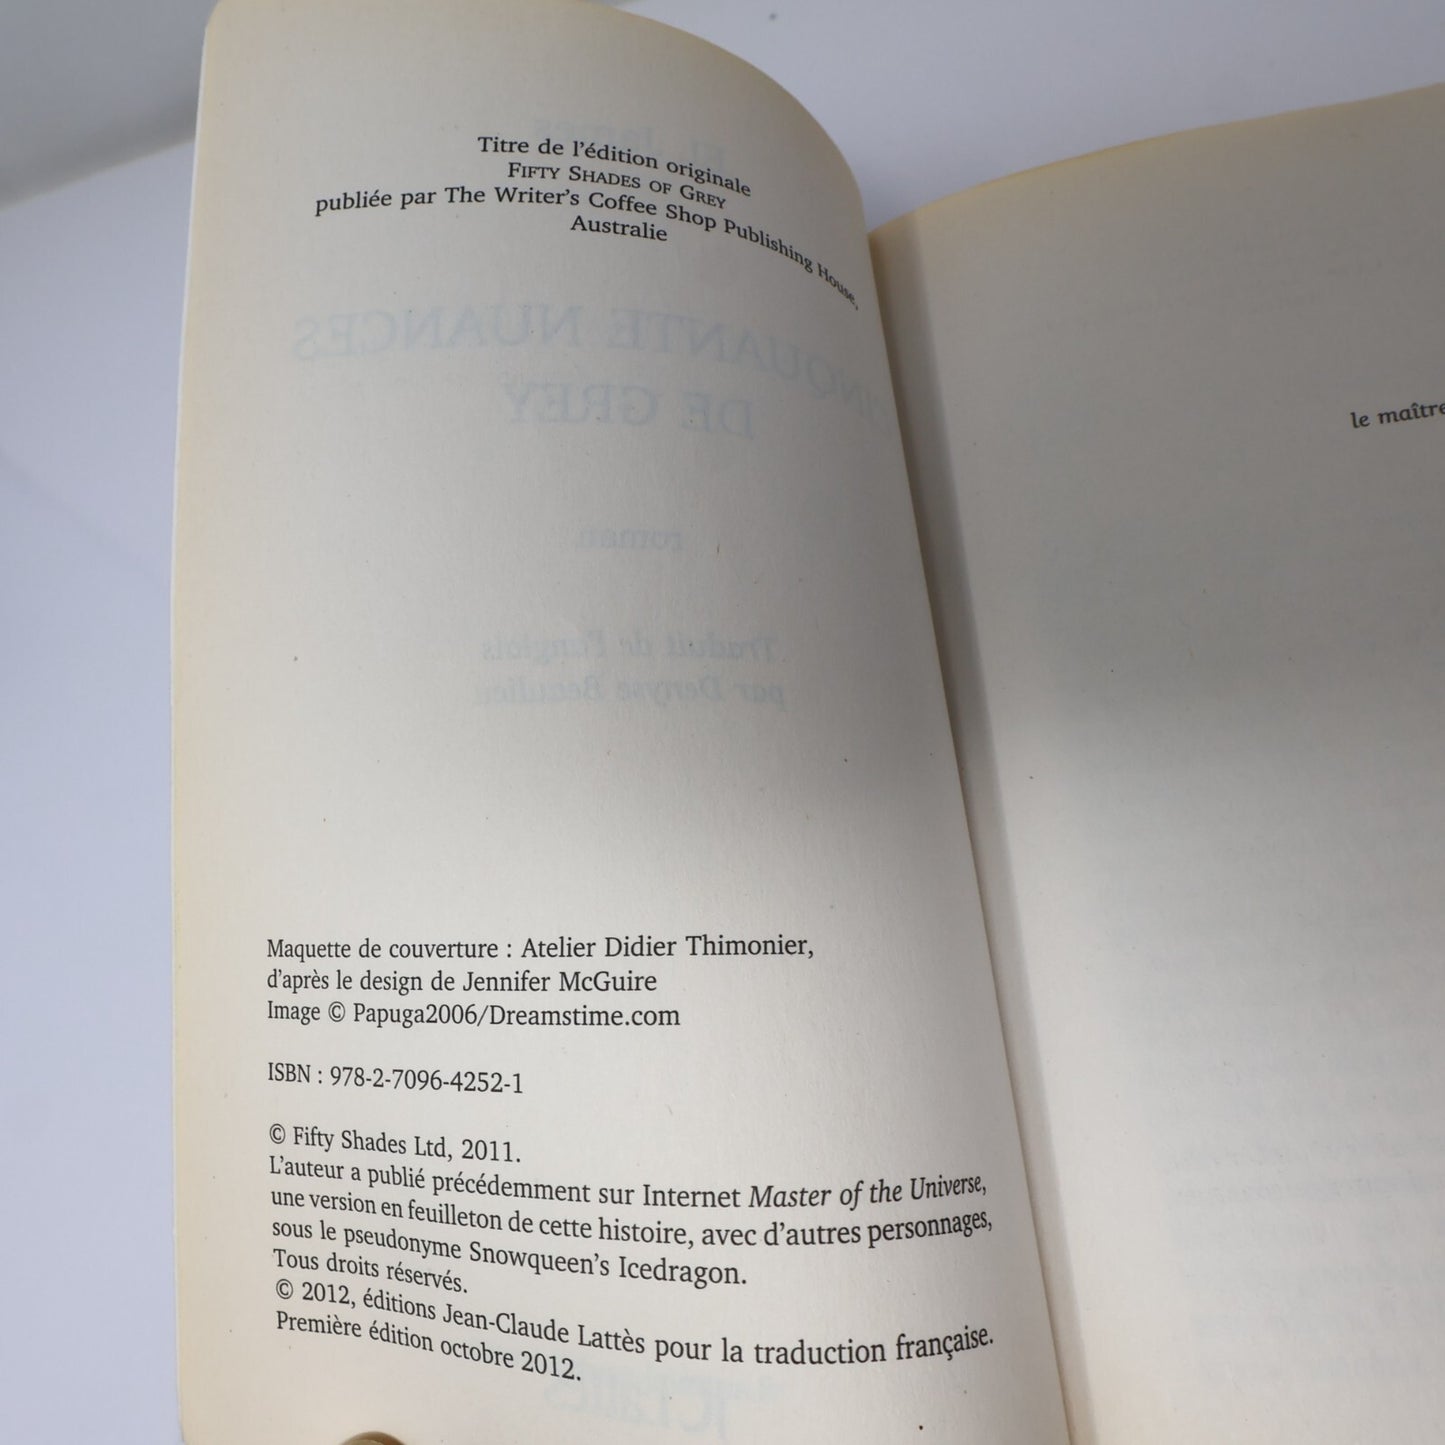 Titre de l'édition originale
FIFTY SHADES OF GREY
publiée par The Writer's Coffee Shop Publishing House,
Australie
Maquette de couverture : Atelier Didier Thimonier,
d'après le design de Jennifer McGuire
Image © Papuga2006/Dreamstime.com
ISBN : 978-2-7096-4252-1
© Fifty Shades Ltd, 2011.
L'auteur a publié précédemment sur Internet Master of the Universe,
une version en feuilleton de cette histoire, avec d'autres personnages,
sous le pseudonyme Snowqueen's Icedragon.
Tous droits réservés.
© 2012, éditions Jean-Claude Lattès pour la traduction française.
Première édition octobre 2012.
le maître